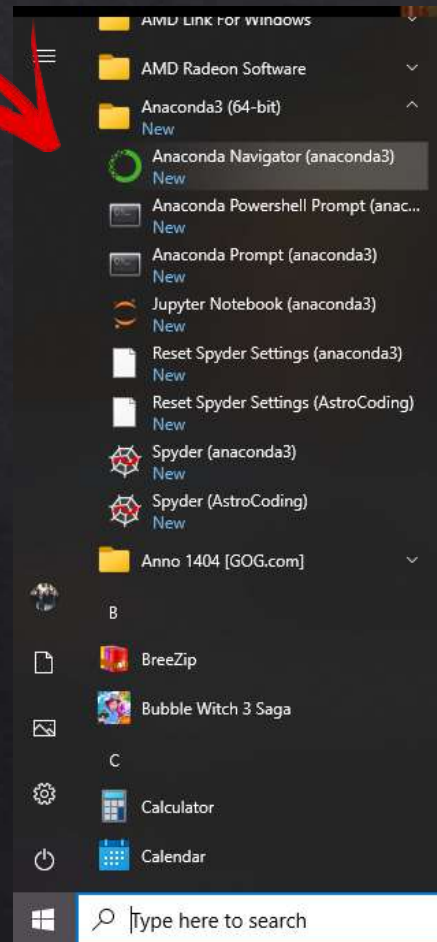 AMD Link For Windows
AMD Radeon Software
Anaconda3 (64-bit)
New
Anaconda Navigator (anaconda3)
New
Anaconda Powershell Prompt (anac...
New
Anaconda Prompt (anaconda3)
New
Jupyter Notebook (anaconda3)
New
Reset Spyder Settings (anaconda3)
New
Reset Spyder Settings (AstroCoding)
New
Spyder (anaconda3)
New
Spyder (AstroCoding)
New
Anno 1404 [GOG.com]
B
BreeZip
Bubble Witch 3 Saga
C
Calculator
Calendar
Type here to search